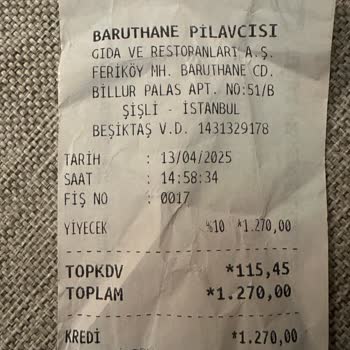 BARUTHANE PİLAVCISI
GIDA VE RESTORANLARI A.Ş.
FERİKÖY MH. BARUTHANE CD.
BİLLUR PALAS APT. NO:51/B
ŞİŞLİ - İSTANBUL
BEŞİKTAŞ V.D. 1431329178
TARİH : 13/04/2025
SAAT : 14:58:34
FİŞ NO : 0017
YİYECEK %10 *1.270,00
TOPKDV *115,45
TOPLAM *1.270,00
KREDİ *1.270,00